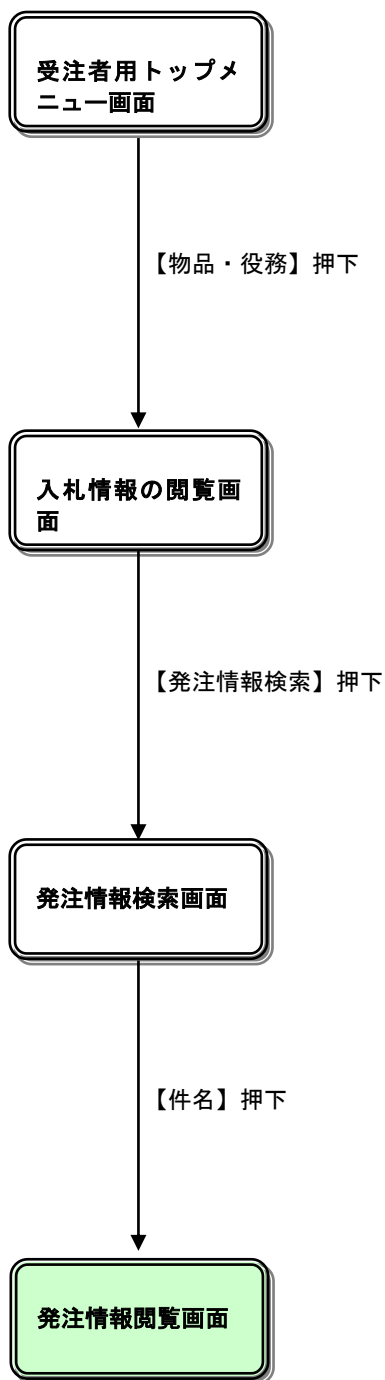 受注者用トップメ
ニュー画面
【物品・役務】押下
入札情報の閲覧画
面
【発注情報検索】押下
発注情報検索画面
【件名】押下
発注情報閲覧画面